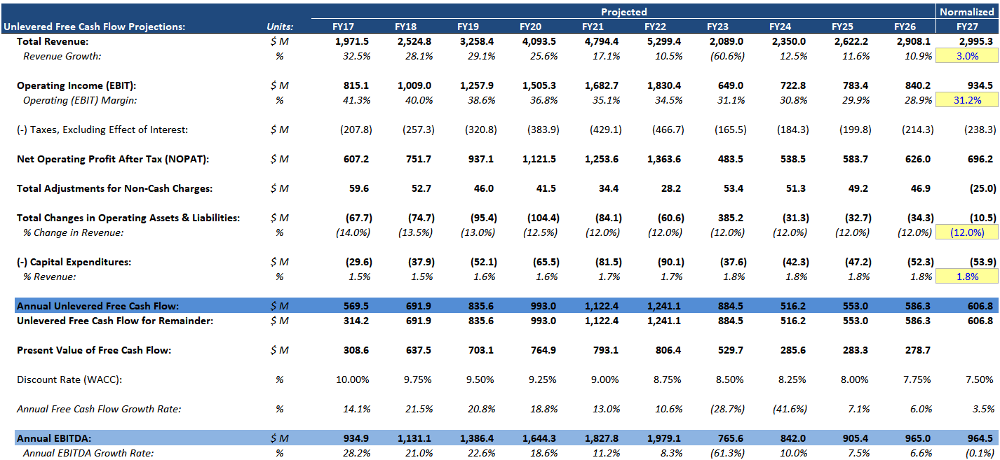 Projected Normalized
Unlevered Free Cash Flow Projections: Units: FY17 FY18 FY19 FY20 FY21 FY22 FY23 FY24 FY25 FY26 FY27
Total Revenue: $ M 1,971.5 2,524.8 3,258.4 4,093.5 4,794.4 5,299.4 2,089.0 2,350.0 2,622.2 2,908.1 2,995.3
Revenue Growth: % 32.5% 28.1% 29.1% 25.6% 17.1% 10.5% (60.6%) 12.5% 11.6% 10.9% 3.0%
Operating Income (EBIT): $ M 815.1 1,009.0 1,257.9 1,505.3 1,682.7 1,830.4 649.0 722.8 783.4 840.2 934.5
Operating (EBIT) Margin: % 41.3% 40.0% 38.6% 36.8% 35.1% 34.5% 31.1% 30.8% 29.9% 28.9% 31.2%
(-) Taxes, Excluding Effect of Interest: $ M (207.8) (257.3) (320.8) (383.9) (429.1) (466.7) (165.5) (184.3) (199.8) (214.3) (238.3)
Net Operating Profit After Tax (NOPAT): $ M 607.2 751.7 937.1 1,121.5 1,253.6 1,363.6 483.5 538.5 583.7 626.0 696.2
Total Adjustments for Non-Cash Charges: $ M 59.6 52.7 46.0 41.5 34.4 28.2 53.4 51.3 49.2 46.9 (25.0)
Total Changes in Operating Assets & Liabilities: $ M (67.7) (74.7) (95.4) (104.4) (84.1) (60.6) 385.2 (31.3) (32.7) (34.3) (10.5)
% Change in Revenue: % (14.0%) (13.5%) (13.0%) (12.5%) (12.0%) (12.0%) (12.0%) (12.0%) (12.0%) (12.0%) (12.0%)
(-) Capital Expenditures: $ M (29.6) (37.9) (52.1) (65.5) (81.5) (90.1) (37.6) (42.3) (47.2) (52.3) (53.9)
% Revenue: % 1.5% 1.5% 1.6% 1.6% 1.7% 1.7% 1.8% 1.8% 1.8% 1.8% 1.8%
Annual Unlevered Free Cash Flow: $ M 569.5 691.9 835.6 993.0 1,122.4 1,241.1 884.5 516.2 553.0 586.3 606.8
Unlevered Free Cash Flow for Remainder: $ M 314.2 691.9 835.6 993.0 1,122.4 1,241.1 884.5 516.2 553.0 586.3 606.8
Present Value of Free Cash Flow: $ M 308.6 637.5 703.1 764.9 793.1 806.4 529.7 285.6 283.3 278.7
Discount Rate (WACC): % 10.00% 9.75% 9.50% 9.25% 9.00% 8.75% 8.50% 8.25% 8.00% 7.75% 7.50%
Annual Free Cash Flow Growth Rate: % 14.1% 21.5% 20.8% 18.8% 13.0% 10.6% (28.7%) (41.6%) 7.1% 6.0% 3.5%
Annual EBITDA: $ M 934.9 1,131.1 1,386.4 1,644.3 1,827.8 1,979.1 765.6 842.0 905.4 965.0 964.5
Annual EBITDA Growth Rate: % 28.2% 21.0% 22.6% 18.6% 11.2% 8.3% (61.3%) 10.0% 7.5% 6.6% (0.1%)